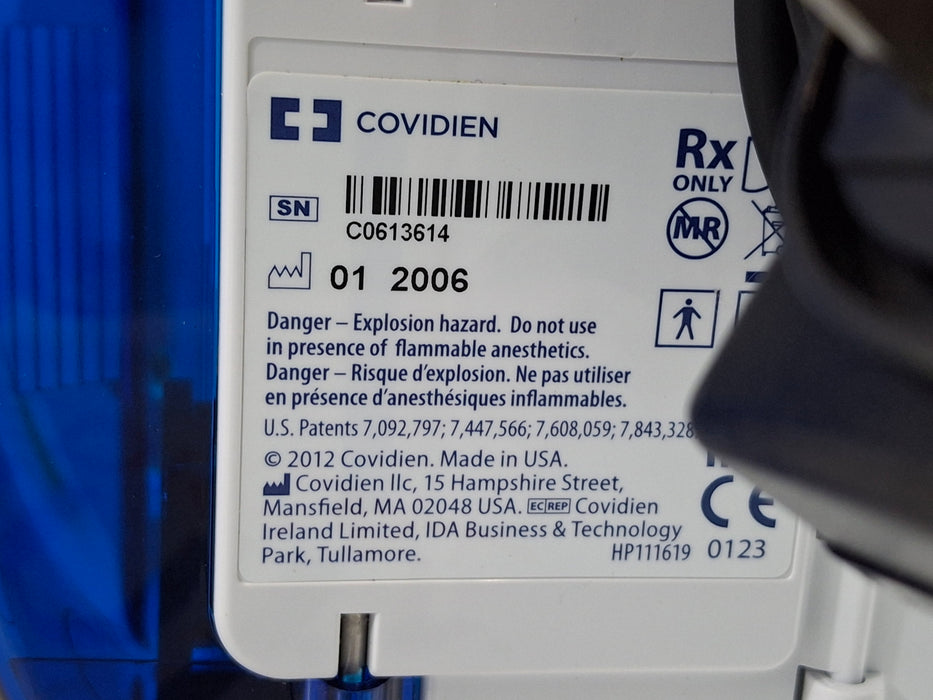 COVIDIEN
Rx
ONLY
SN
C0613614
MR
01 2006
Danger – Explosion hazard. Do not use
in presence of flammable anesthetics.
Danger – Risque d’explosion. Ne pas utiliser
en présence d’anesthésiques inflammables.
U.S. Patents 7,092,797; 7,447,566; 7,608,059; 7,843,328
© 2012 Covidien. Made in USA.
Covidien llc, 15 Hampshire Street,
Mansfield, MA 02048 USA. EC REP Covidien
Ireland Limited, IDA Business & Technology
Park, Tullamore.
HP111619
CE
0123